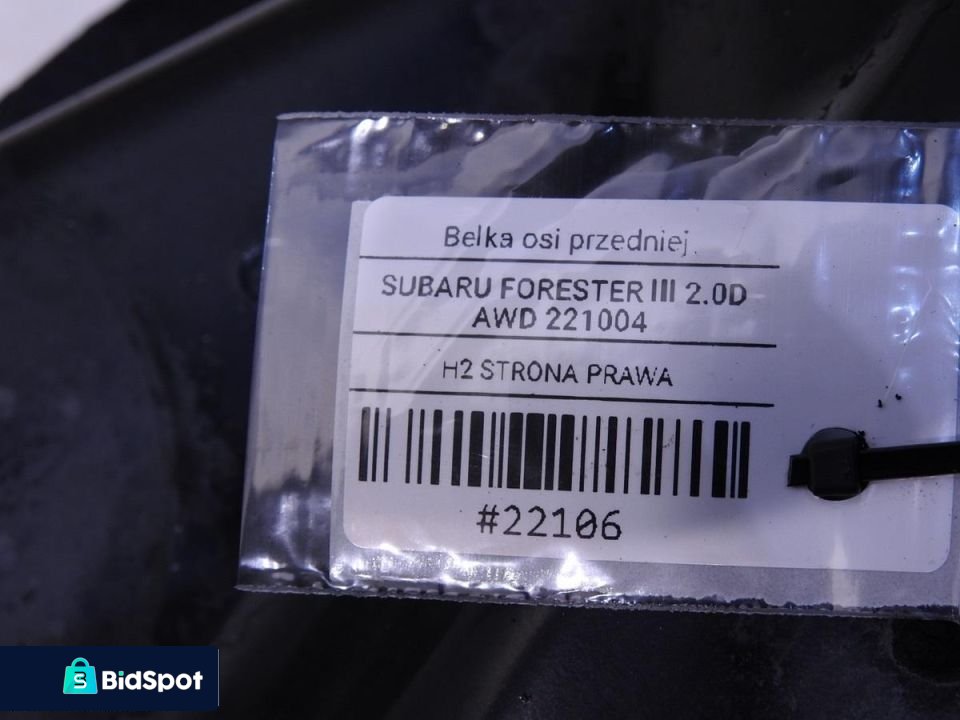 Belka osi przedniej.
SUBARU FORESTER III 2.0D
AWD 221004
H2 STRONA PRAWA
#22106
S BidSpot